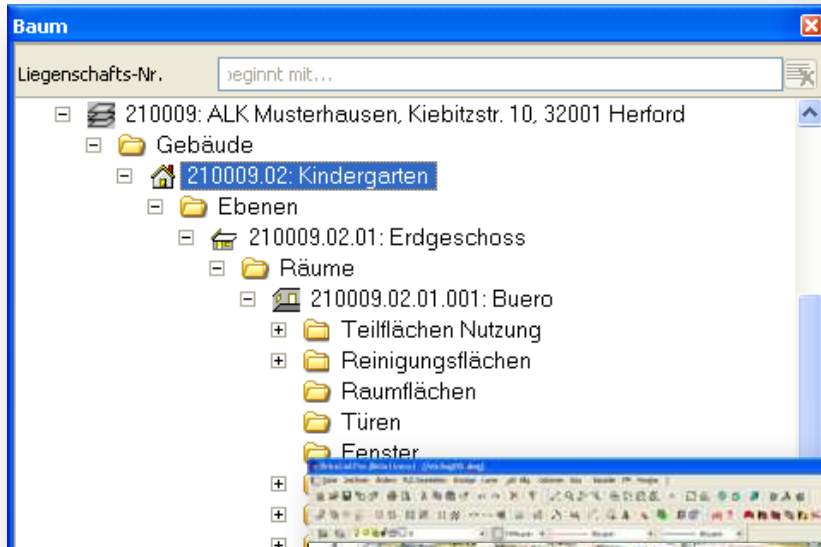 Baum
Liegenschafts-Nr. beginnt mit...
210009: ALK Musterhausen, Kiebitzstr. 10, 32001 Herford
Gebäude
210009.02: Kindergarten
Ebenen
210009.02.01: Erdgeschoss
Räume
210009.02.01.001: Buero
Teilflächen Nutzung
Reinigungsflächen
Raumflächen
Türen
Fenster